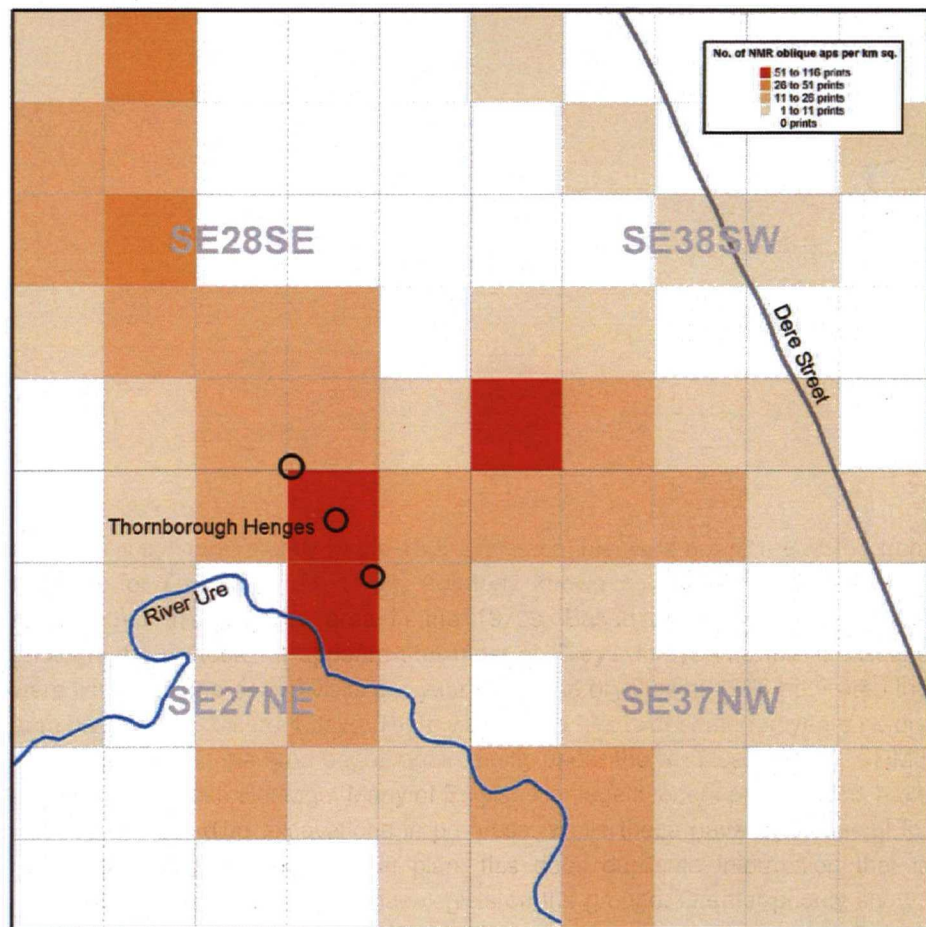 No. of NMR oblique aps per km sq.
51 to 116 prints
26 to 51 prints
11 to 26 prints
1 to 11 prints
0 prints
SE28SE
SE38SW
Dere Street
Thornborough Henges
River Ure
SE27NE
SE37NW